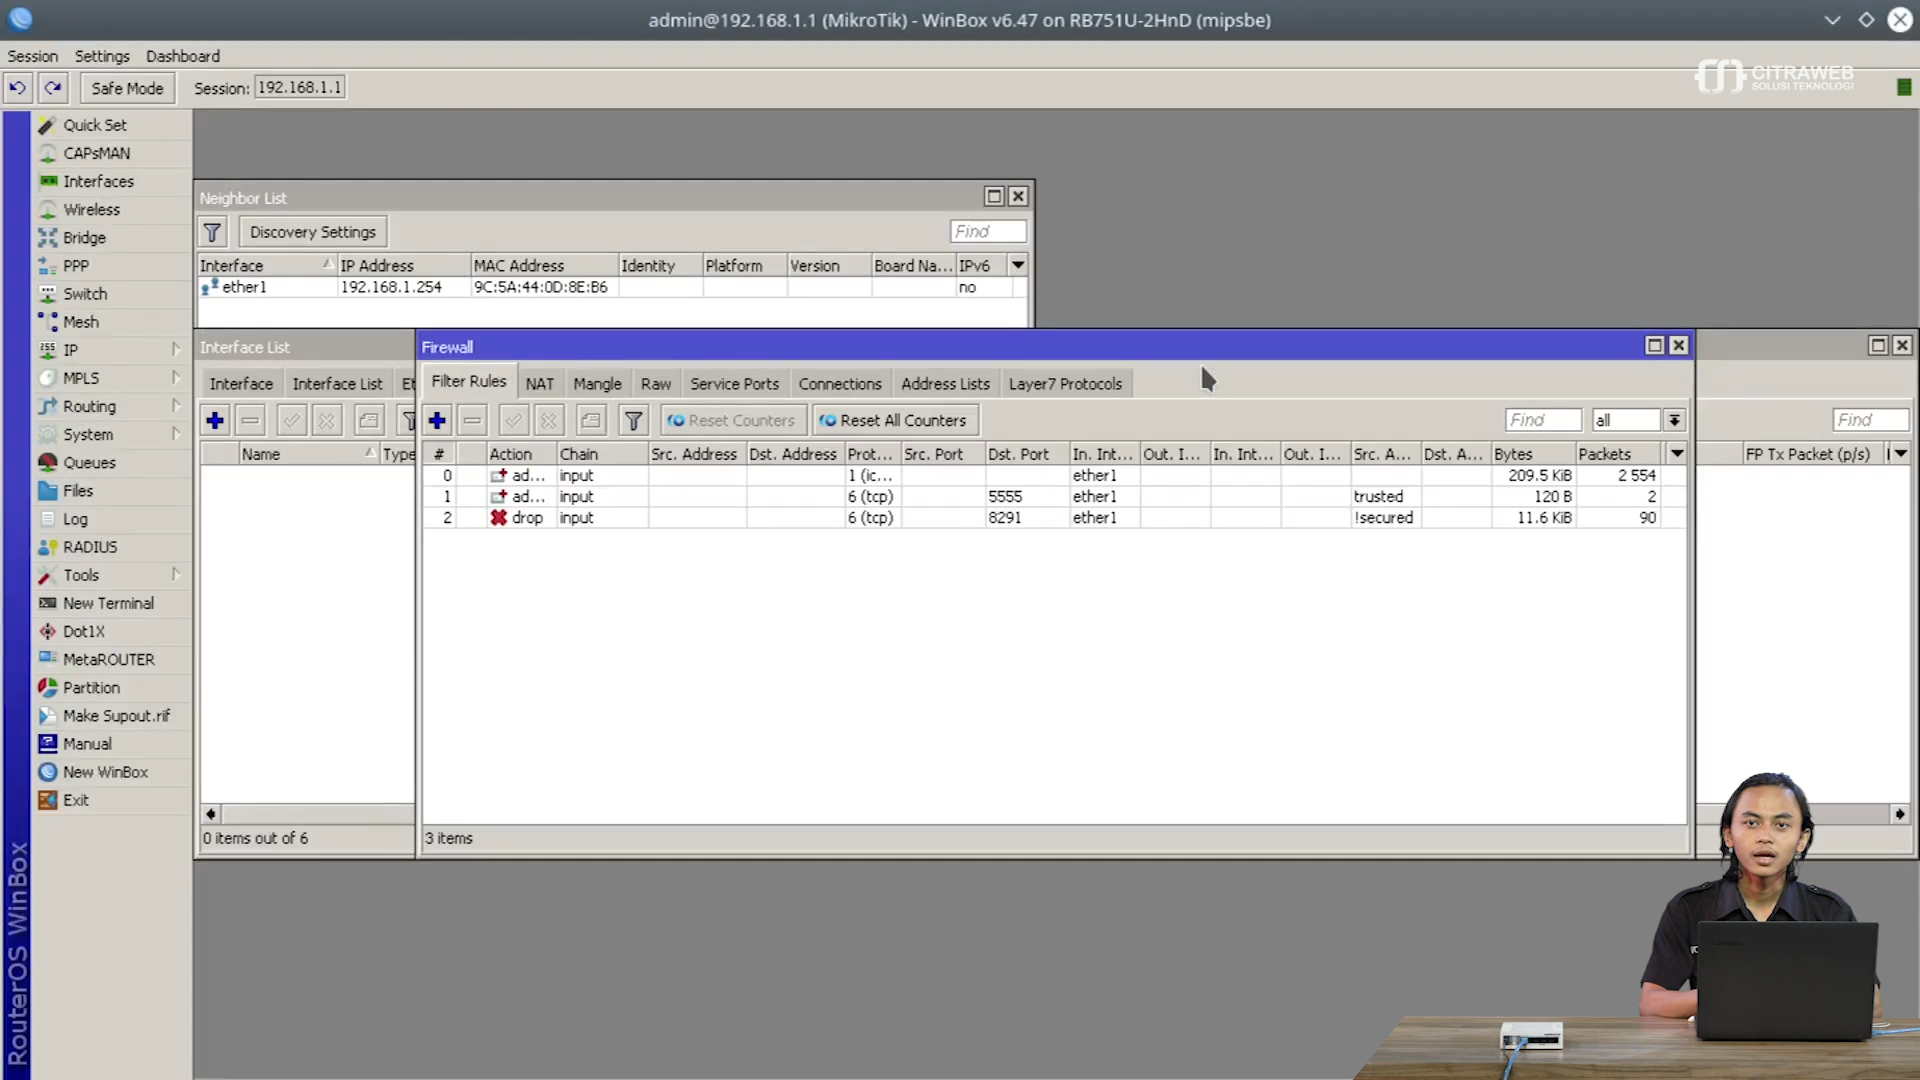 admin@192.168.1.1 (MikroTik) - WinBox v6.47 on RB751U-2HnD (mipsbe)
Session Settings Dashboard
Safe Mode Session: 192.168.1.1
CITRAWEB
SOLUSI TEKNOLOGI
Quick Set
CAPsMAN
Interfaces
Wireless
Bridge
PPP
Switch
Mesh
IP
MPLS
Routing
System
Queues
Files
Log
RADIUS
Tools
New Terminal
Dot1X
MetaROUTER
Partition
Make Supout.rif
Manual
New WinBox
Exit
RouterOS WinBox
Neighbor List
Discovery Settings Find
Interface IP Address MAC Address Identity Platform Version Board Na... IPv6
ether1 192.168.1.254 9C:5A:44:0D:8E:B6 no
Interface List
Interface Interface List Et
Name Type
0 items out of 6
Firewall
Filter Rules NAT Mangle Raw Service Ports Connections Address Lists Layer7 Protocols
Reset Counters Reset All Counters Find all
# Action Chain Src. Address Dst. Address Prot... Src. Port Dst. Port In. Int... Out. I... In. Int... Out. I... Src. A... Dst. A... Bytes Packets
0 ad... input 1 (ic... ether1 209.5 KiB 2 554
1 ad... input 6 (tcp) 5555 ether1 trusted 120 B 2
2 drop input 6 (tcp) 8291 ether1 !secured 11.6 KiB 90
3 items
Find
FP Tx Packet (p/s)